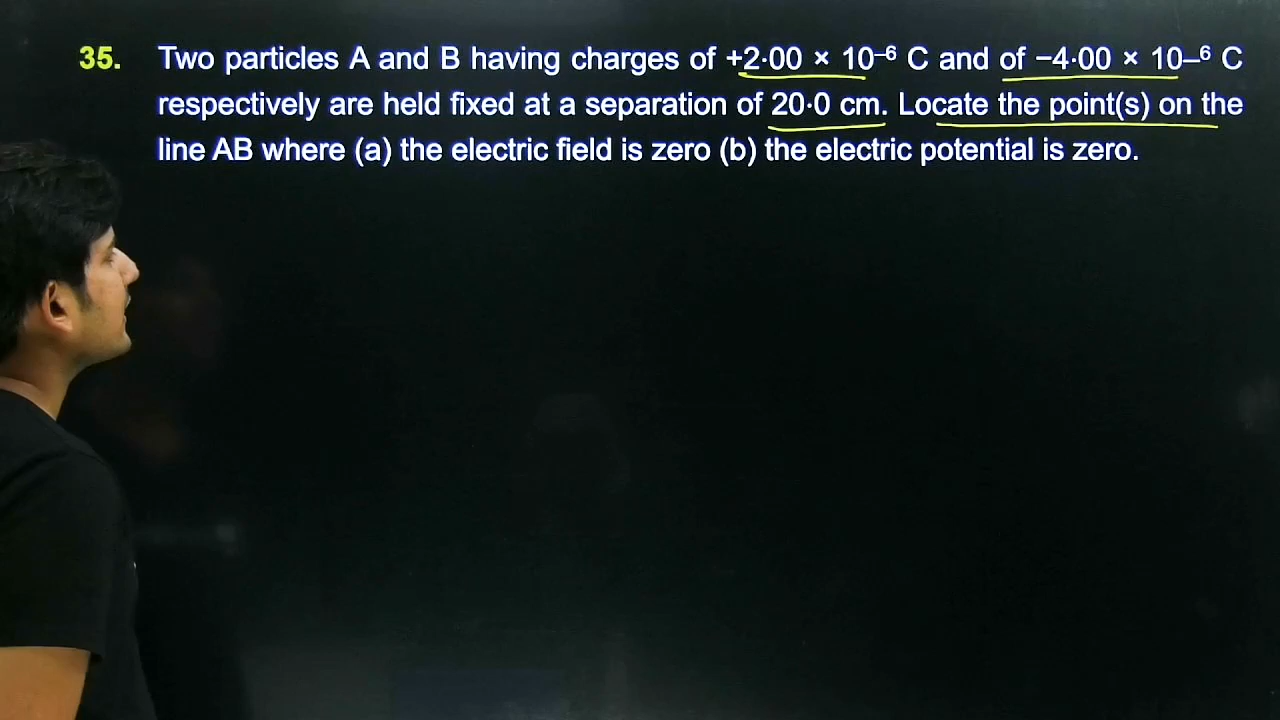 35. Two particles A and B having charges of +2·00 × 10⁻⁶ C and of −4·00 × 10–⁶ C
respectively are held fixed at a separation of 20·0 cm. Locate the point(s) on the
line AB where (a) the electric field is zero (b) the electric potential is zero.